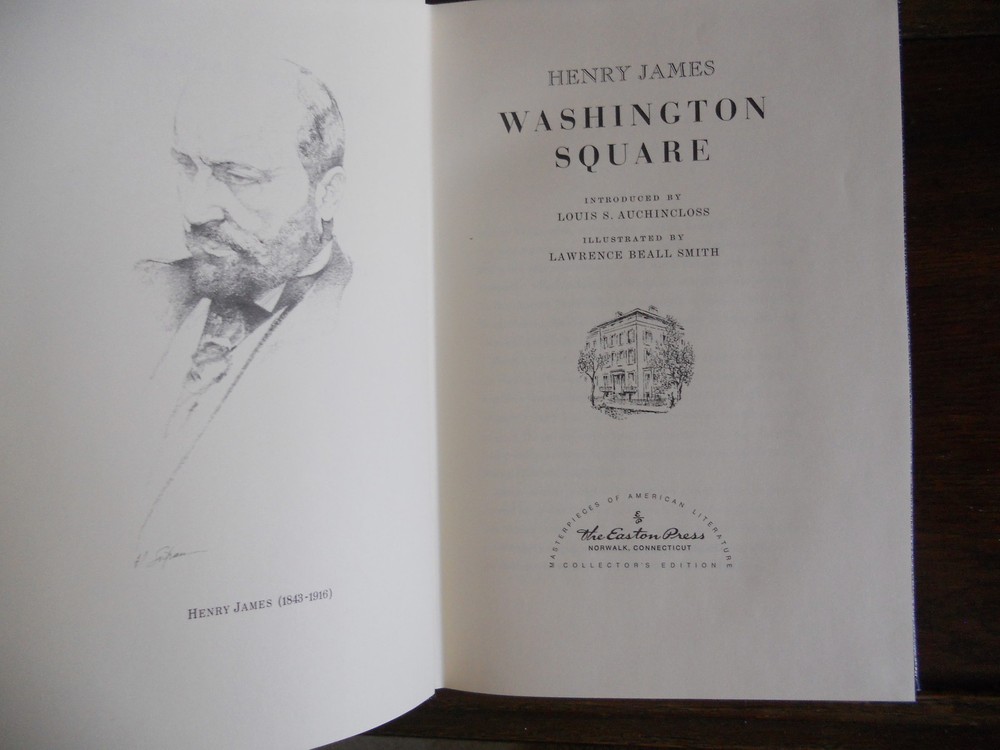 HENRY JAMES (1843-1916)
HENRY JAMES
WASHINGTON
SQUARE
INTRODUCED BY
LOUIS S. AUCHINCLOSS
ILLUSTRATED BY
LAWRENCE BEALL SMITH
MASTERPIECES OF AMERICAN LITERATURE
The Easton Press
NORWALK, CONNECTICUT
COLLECTOR'S EDITION